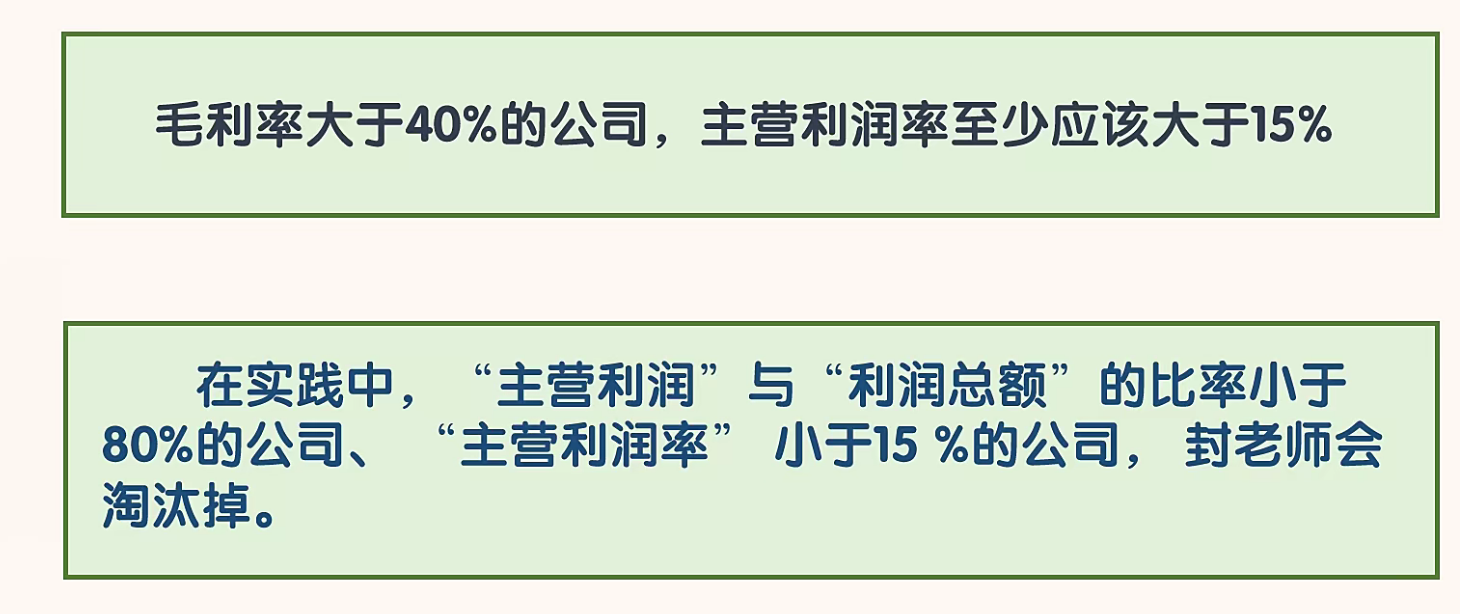 毛利率大于40%的公司，主营利润率至少应该大于15%
在实践中，“主营利润”与“利润总额”的比率小于
80%的公司、“主营利润率” 小于15 %的公司， 封老师会
淘汰掉。